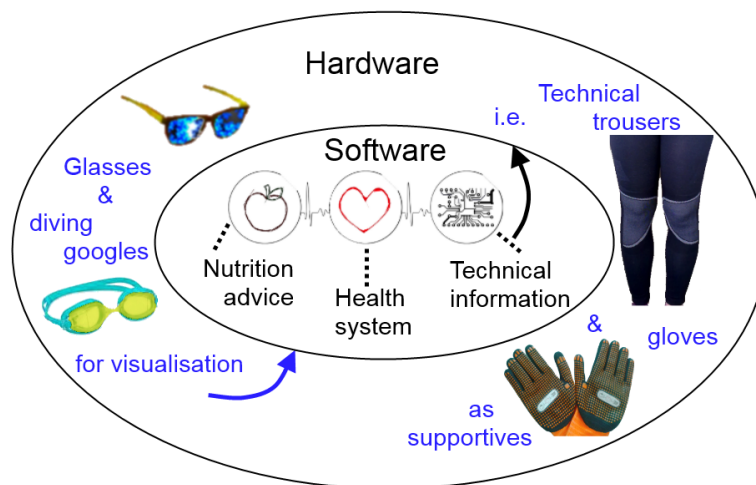 Hardware
Technical
i.e.
trousers
Software
Glasses
&
diving
googles
Nutrition
advice
Health
system
Technical
information
for visualisation
&
gloves
as
supportives